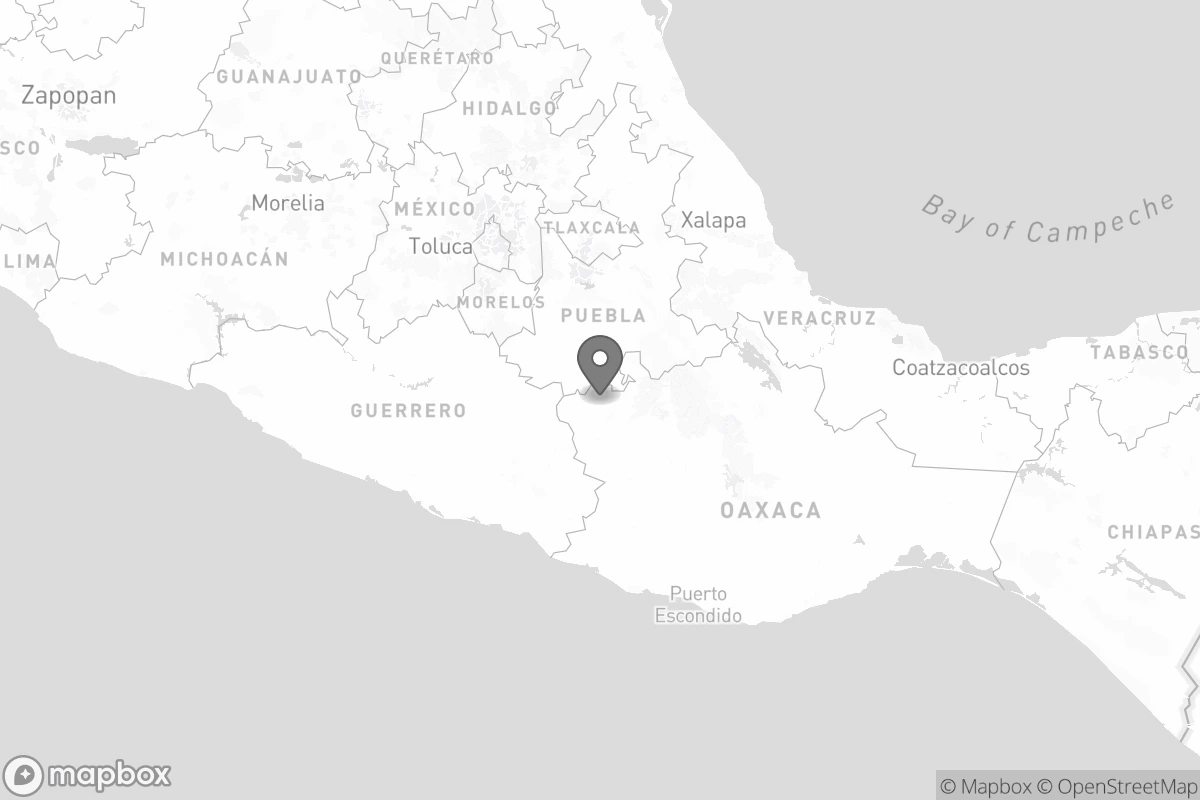 QUERÉTARO
GUANAJUATO
Zapopan
HIDALGO
SCO
Morelia
MÉXICO
Xalapa
Bay of Campeche
TLAXCALA
Toluca
LIMA
MICHOACÁN
MORELOS
PUEBLA
VERACRUZ
TABASCO
Coatzacoalcos
GUERRERO
OAXACA
CHIAPAS
Puerto
Escondido
mapbox
© Mapbox © OpenStreetMap